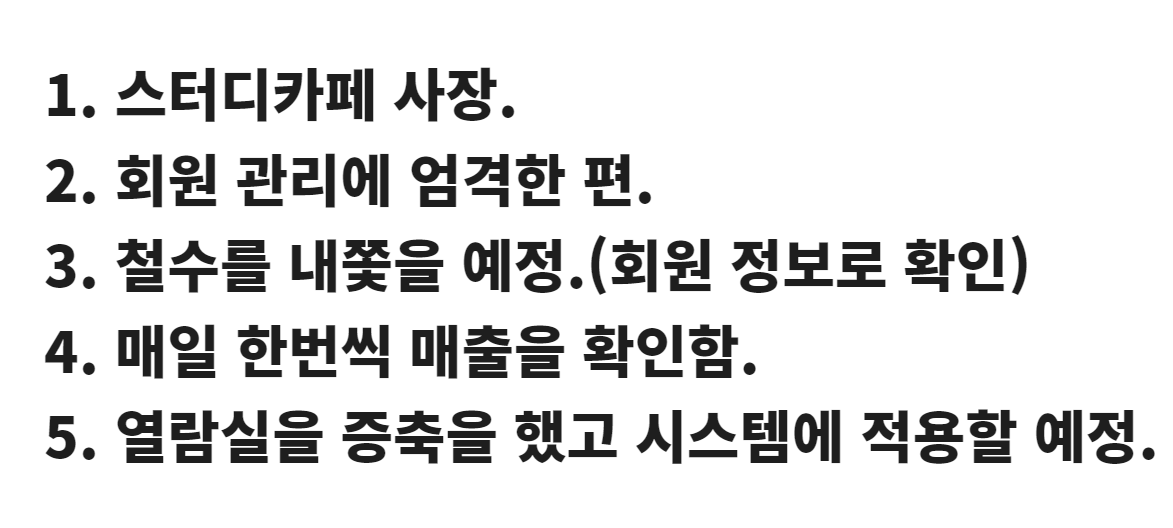 1. 스터디카페 사장.
2. 회원 관리에 엄격한 편.
3. 철수를 내쫓을 예정.(회원 정보로 확인)
4. 매일 한번씩 매출을 확인함.
5. 열람실을 증축을 했고 시스템에 적용할 예정.